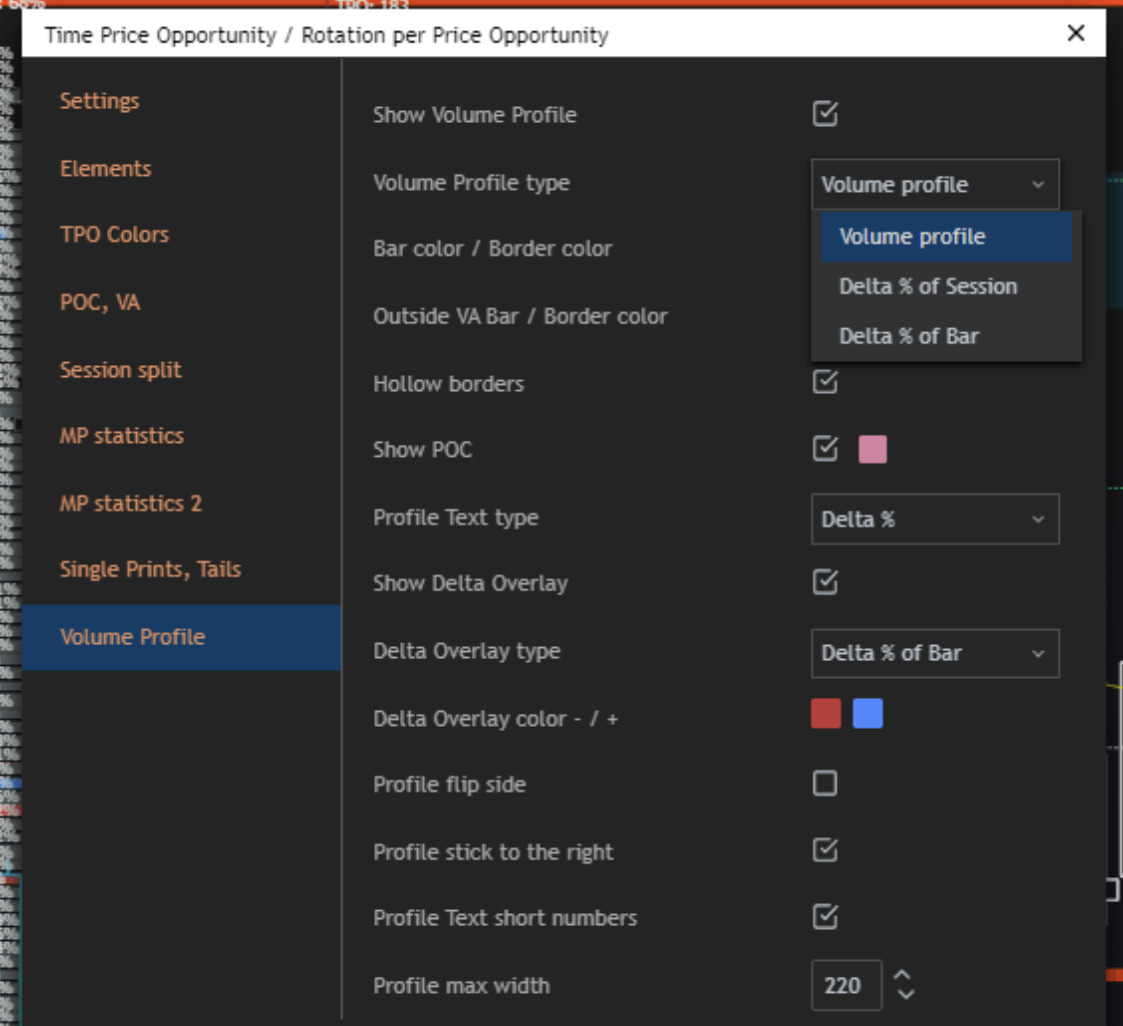 TPO: 183
Time Price Opportunity / Rotation per Price Opportunity
Settings
Elements
TPO Colors
POC, VA
Session split
MP statistics
MP statistics 2
Single Prints, Tails
Volume Profile
Show Volume Profile
Volume Profile type
Volume profile
Volume profile
Delta % of Session
Delta % of Bar
Bar color / Border color
Outside VA Bar / Border color
Hollow borders
Show POC
Profile Text type
Delta %
Show Delta Overlay
Delta Overlay type
Delta % of Bar
Delta Overlay color - / +
Profile flip side
Profile stick to the right
Profile Text short numbers
Profile max width
220